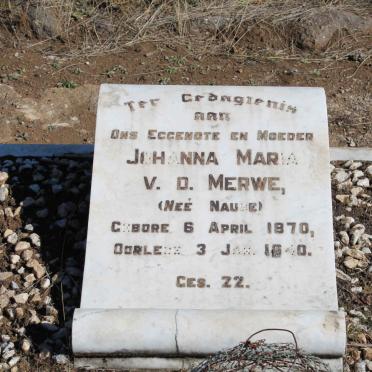 Ter Gedagtenis
aan
Ons Eggenote en Moeder
Johanna Maria
v. d. Merwe,
(Neé Naude)
Gebore 6 April 1870,
Oorlede 3 Jan. 1940.
Ges. 22.